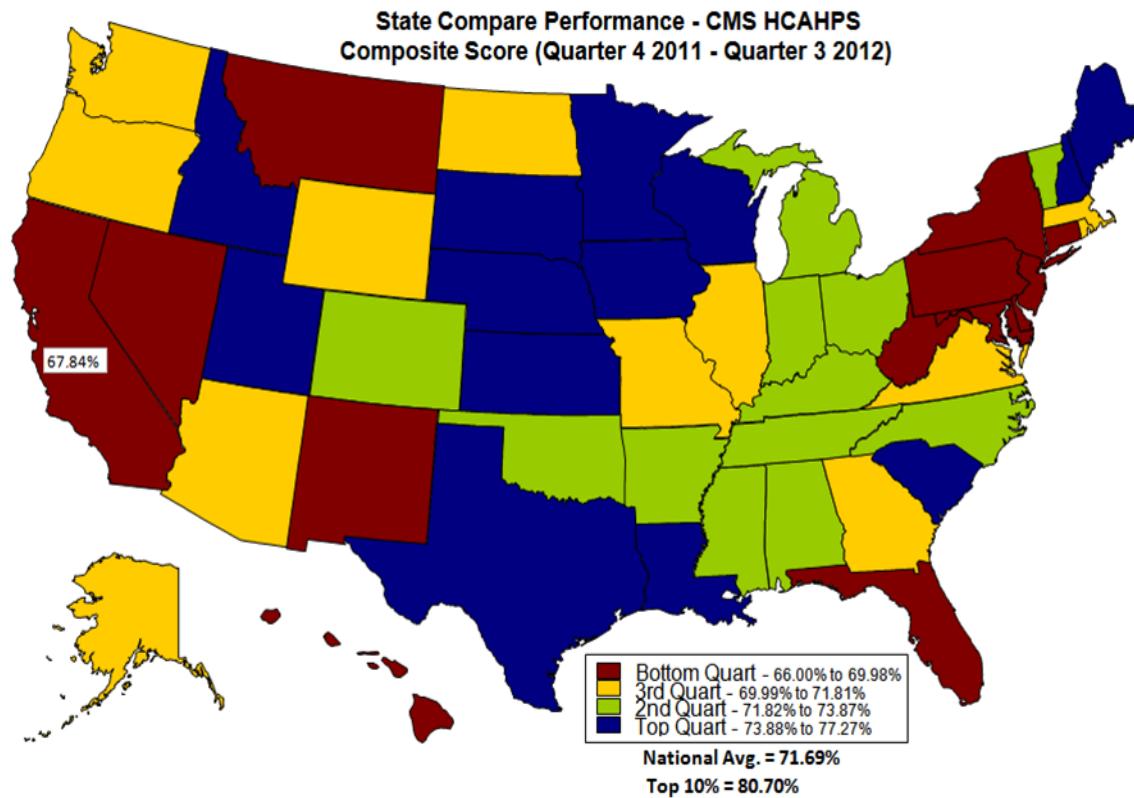 State Compare Performance - CMS HCAHPS
Composite Score (Quarter 4 2011 - Quarter 3 2012)
67.84%
Bottom Quart - 66.00% to 69.98%
3rd Quart - 69.99% to 71.81%
2nd Quart - 71.82% to 73.87%
Top Quart - 73.88% to 77.27%
National Avg. = 71.69%
Top 10% = 80.70%